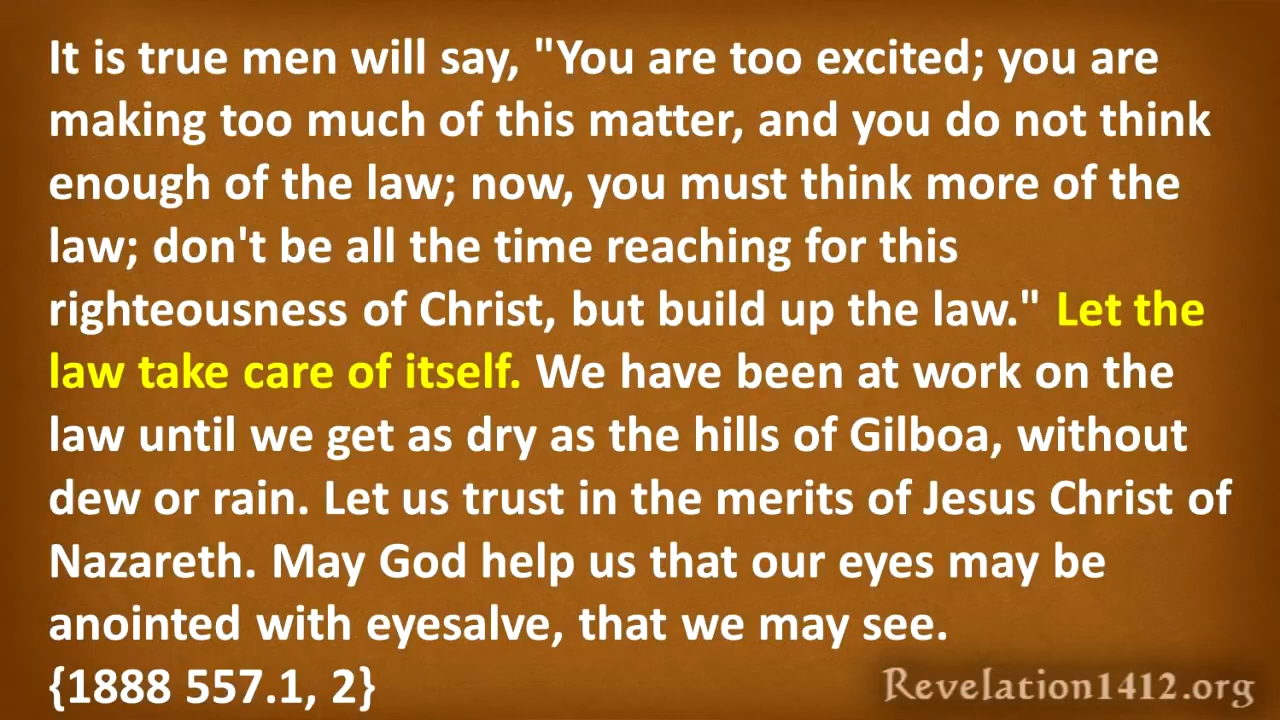 It is true men will say, "You are too excited; you are
making too much of this matter, and you do not think
enough of the law; now, you must think more of the
law; don't be all the time reaching for this
righteousness of Christ, but build up the law." Let the
law take care of itself. We have been at work on the
law until we get as dry as the hills of Gilboa, without
dew or rain. Let us trust in the merits of Jesus Christ of
Nazareth. May God help us that our eyes may be
anointed with eyesalve, that we may see.
{1888 557.1, 2}
Revelation1412.org